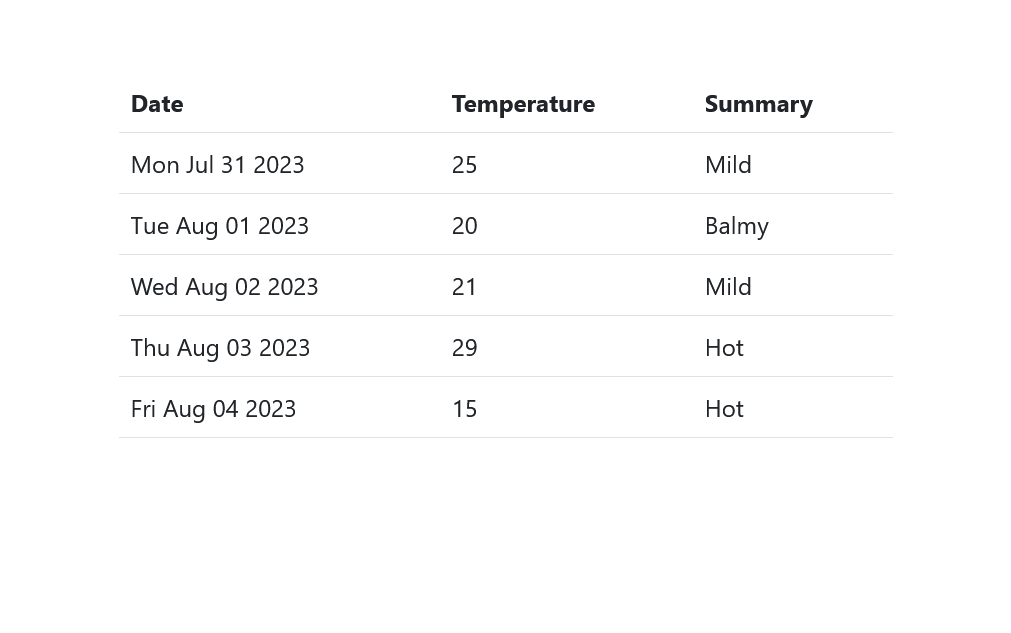 Date Temperature Summary
Mon Jul 31 2023 25 Mild
Tue Aug 01 2023 20 Balmy
Wed Aug 02 2023 21 Mild
Thu Aug 03 2023 29 Hot
Fri Aug 04 2023 15 Hot